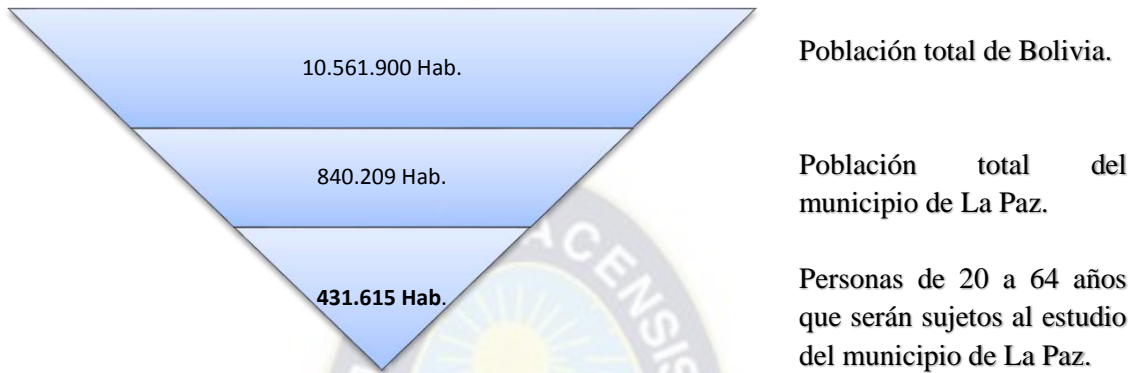 10.561.900 Hab.
Población total de Bolivia.
840.209 Hab.
Población total del
municipio de La Paz.
431.615 Hab.
Personas de 20 a 64 años
que serán sujetos al estudio
del municipio de La Paz.
ACENSIS